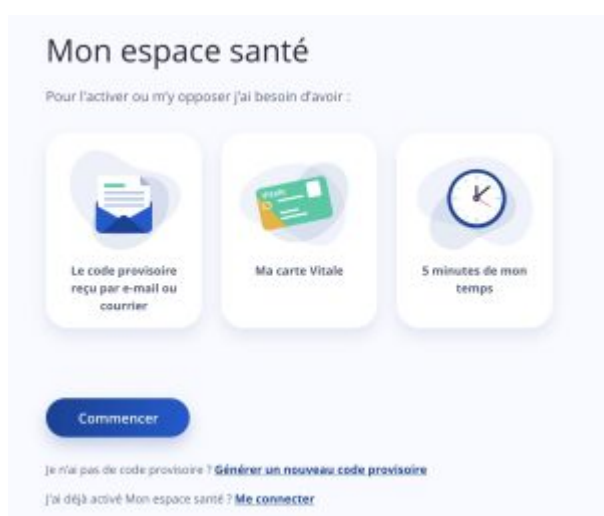 Mon espace santé
Pour l'activer ou m'y opposer j'ai besoin d'avoir :
Vitale
Le code provisoire
reçu par e-mail ou
courrier
Ma carte Vitale
5 minutes de mon
temps
Commencer
Je n'ai pas de code provisoire ? Générer un nouveau code provisoire
J'ai déjà activé Mon espace santé ? Me connecter